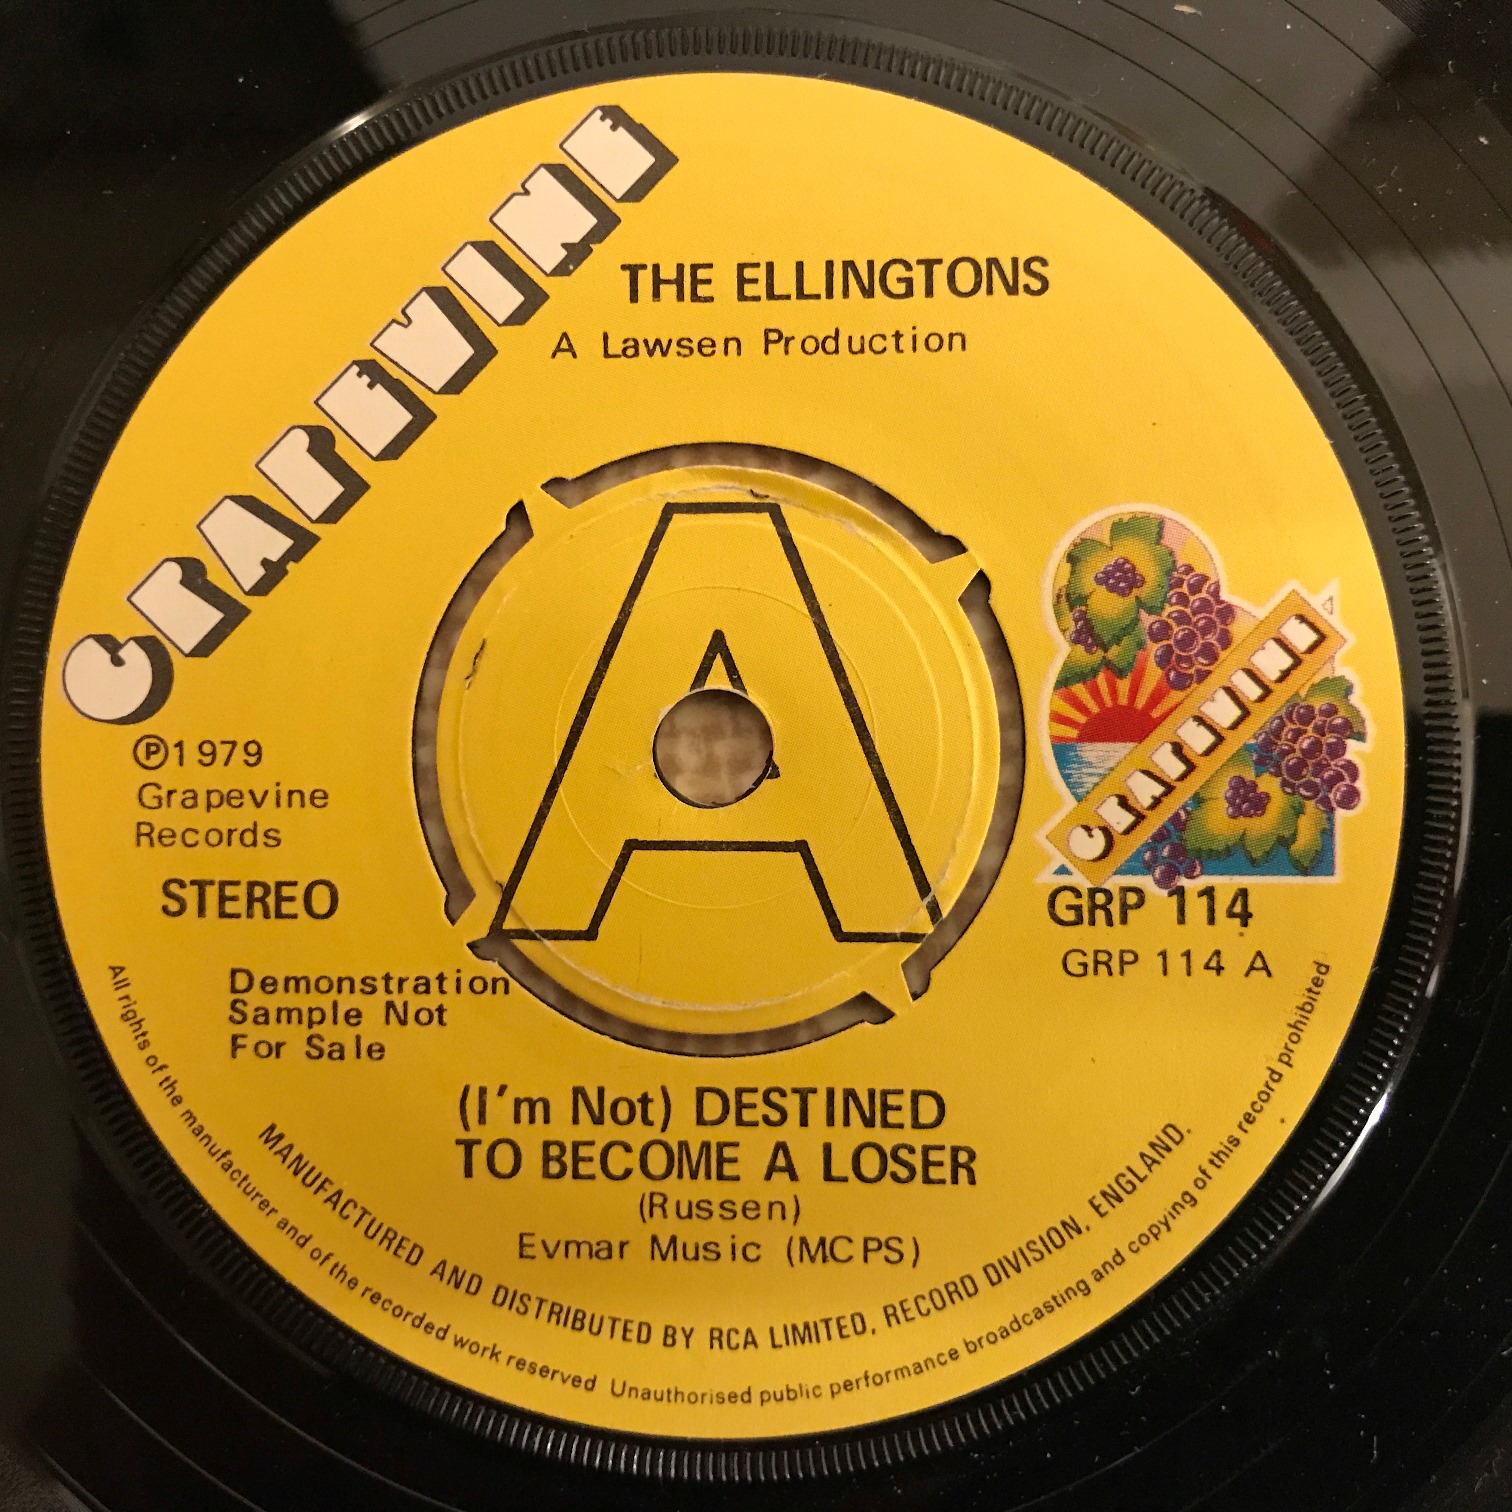 GRAPEVINE
THE ELLINGTONS
A Lawsen Production
A
GRAPEVINE
℗1979
Grapevine
Records
STEREO
GRP 114
GRP 114 A
Demonstration
Sample Not
For Sale
(I'm Not) DESTINED
TO BECOME A LOSER
(Russen)
Evmar Music (MCPS)
MANUFACTURED AND DISTRIBUTED BY RCA LIMITED, RECORD DIVISION, ENGLAND.
All rights of the manufacturer and of the recorded work reserved Unauthorised public performance broadcasting and copying of this record prohibited